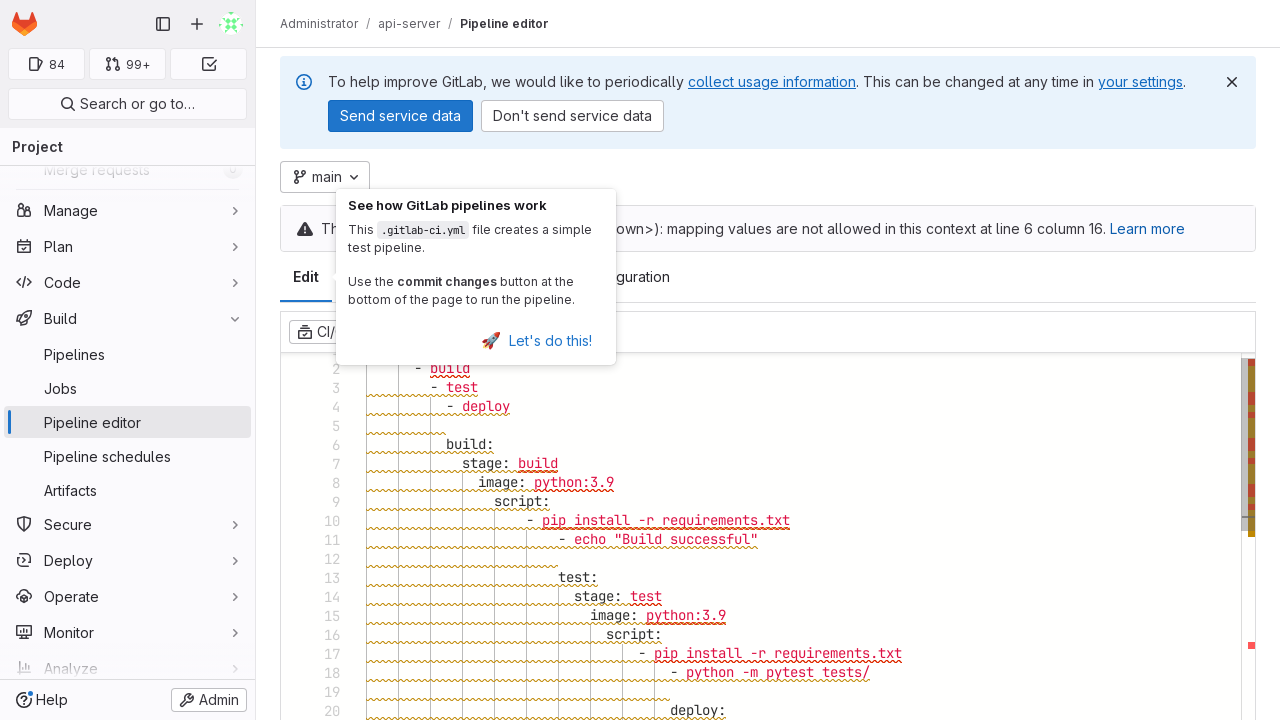 Administrator / api-server / Pipeline editor
84
99+
Search or go to…
Project
Merge requests
Manage
Plan
Code
Build
Pipelines
Jobs
Pipeline editor
Pipeline schedules
Artifacts
Secure
Deploy
Operate
Monitor
Analyze
Help
Admin
To help improve GitLab, we would like to periodically collect usage information. This can be changed at any time in your settings.
Send service data
Don't send service data
main
own>): mapping values are not allowed in this context at line 6 column 16. Learn more
See how GitLab pipelines work
This .gitlab-ci.yml file creates a simple
test pipeline.
Use the commit changes button at the
bottom of the page to run the pipeline.
🚀 Let's do this!
Edit
guration
CI/
2 - build
3 - test
4 - deploy
5
6 build:
7 stage: build
8 image: python:3.9
9 script:
10 - pip install -r requirements.txt
11 - echo "Build successful"
12
13 test:
14 stage: test
15 image: python:3.9
16 script:
17 - pip install -r requirements.txt
18 - python -m pytest tests/
19
20 deploy: